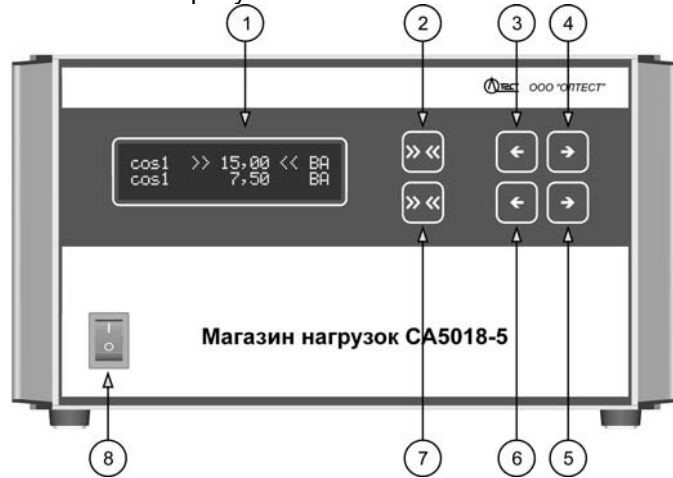 1
2
3
4
ООО "ОЛТЕСТ"
cos1 >> 15,00 << ВА
cos1 7,50 ВА
>> <<
← →
>> <<
← →
I
O
Магазин нагрузок СА5018-5
8
7
6
5